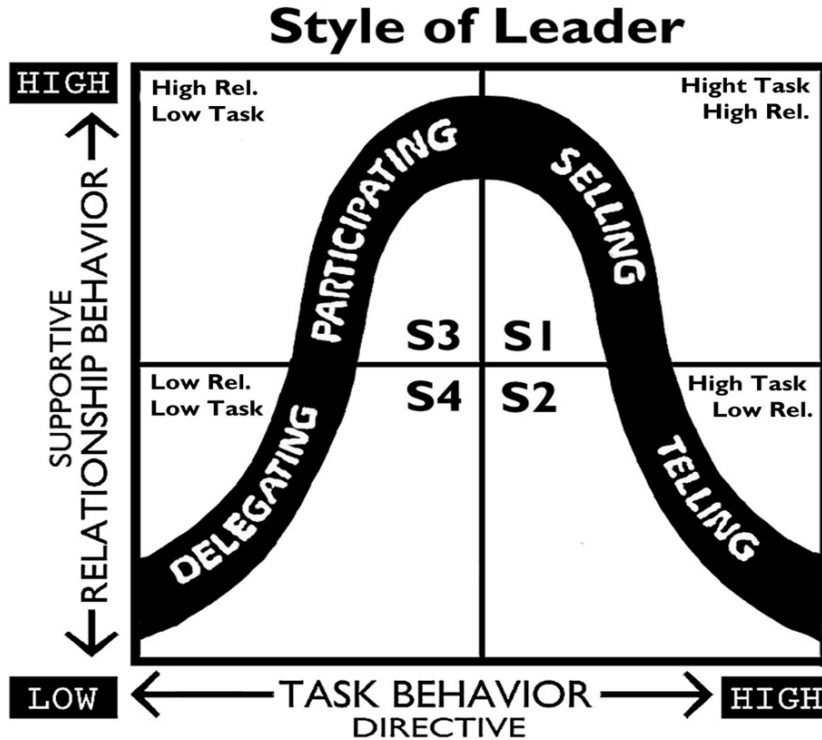 Style of Leader
HIGH
High Rel.
Low Task
Hight Task
High Rel.
PARTICIPATING
SELLING
S3
S1
SUPPORTIVE
RELATIONSHIP BEHAVIOR
Low Rel.
Low Task
S4
S2
High Task
Low Rel.
DELEGATING
TELLING
LOW
TASK BEHAVIOR
DIRECTIVE
HIGH